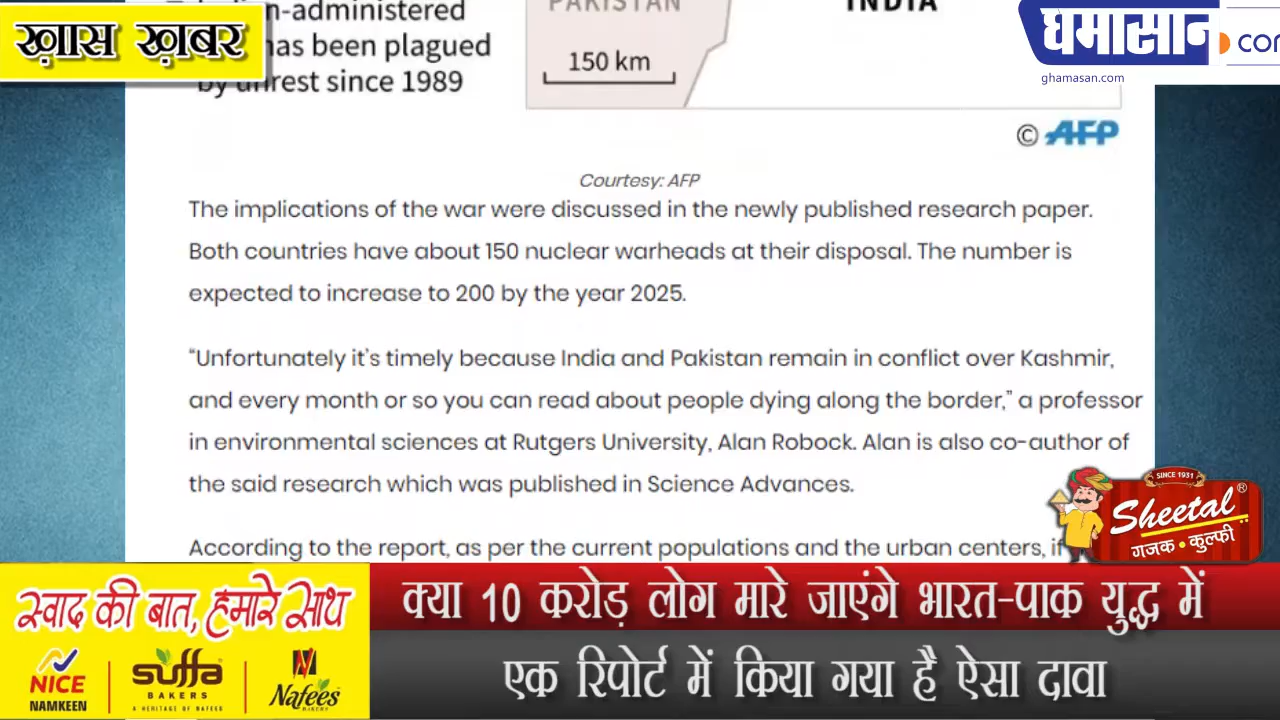 ख़ास ख़बर
-administered
has been plagued
by unrest since 1989
PAKISTAN
INDIA
150 km
घमासान
.com
ghamasan.com
© AFP
Courtesy: AFP
The implications of the war were discussed in the newly published research paper.
Both countries have about 150 nuclear warheads at their disposal. The number is
expected to increase to 200 by the year 2025.
“Unfortunately it's timely because India and Pakistan remain in conflict over Kashmir,
and every month or so you can read about people dying along the border,” a professor
in environmental sciences at Rutgers University, Alan Robock. Alan is also co-author of
the said research which was published in Science Advances.
According to the report, as per the current populations and the urban centers, if
SINCE 1931
Sheetal®
गजक • कुल्फी
स्वाद की बात, हमारे साथ
NICE
NAMKEEN
suffa
BAKERS
A HERITAGE OF NAFEES
Nafees
BAKERY
क्या 10 करोड़ लोग मारे जाएंगे भारत-पाक युद्ध में
एक रिपोर्ट में किया गया है ऐसा दावा